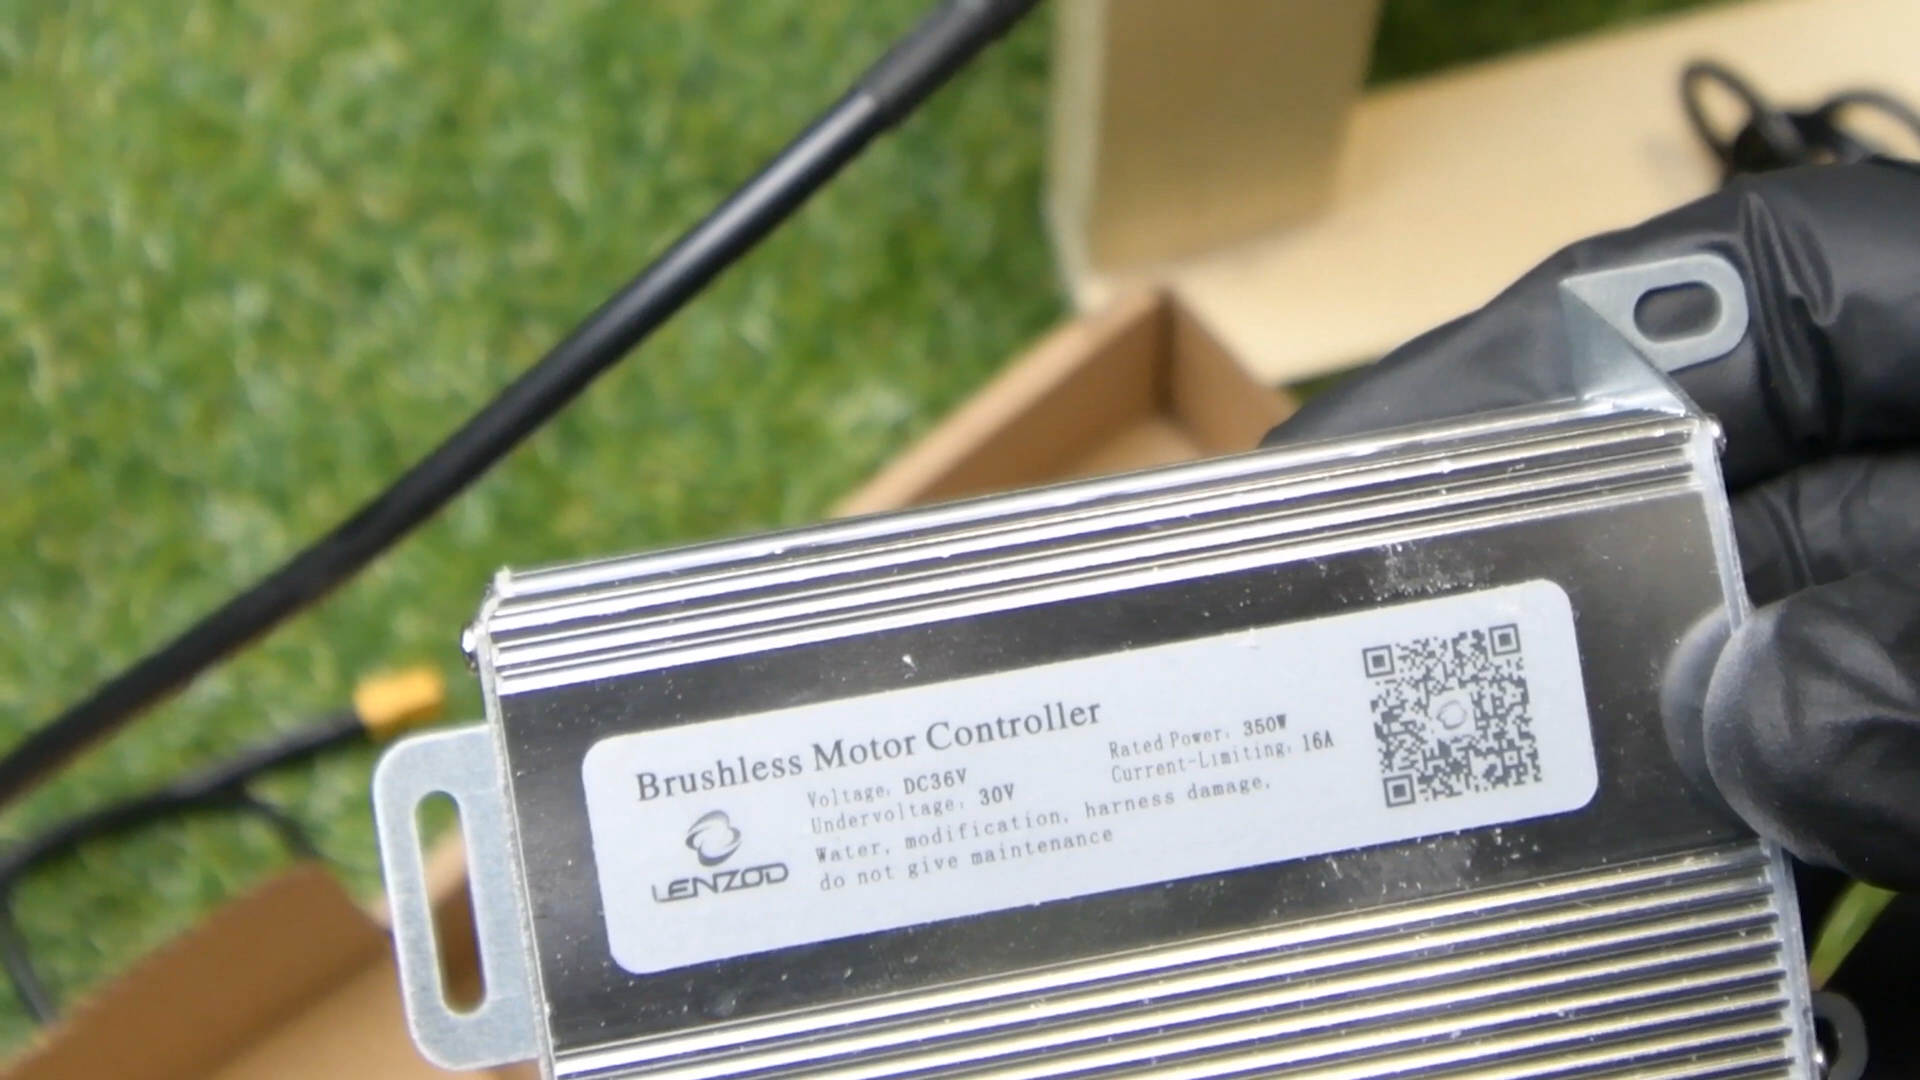 Brushless Motor Controller
Voltage: DC36V
Rated Power: 350W
Undervoltage: 30V
Current-Limiting: 16A
Water, modification, harness damage,
do not give maintenance
LENZOD